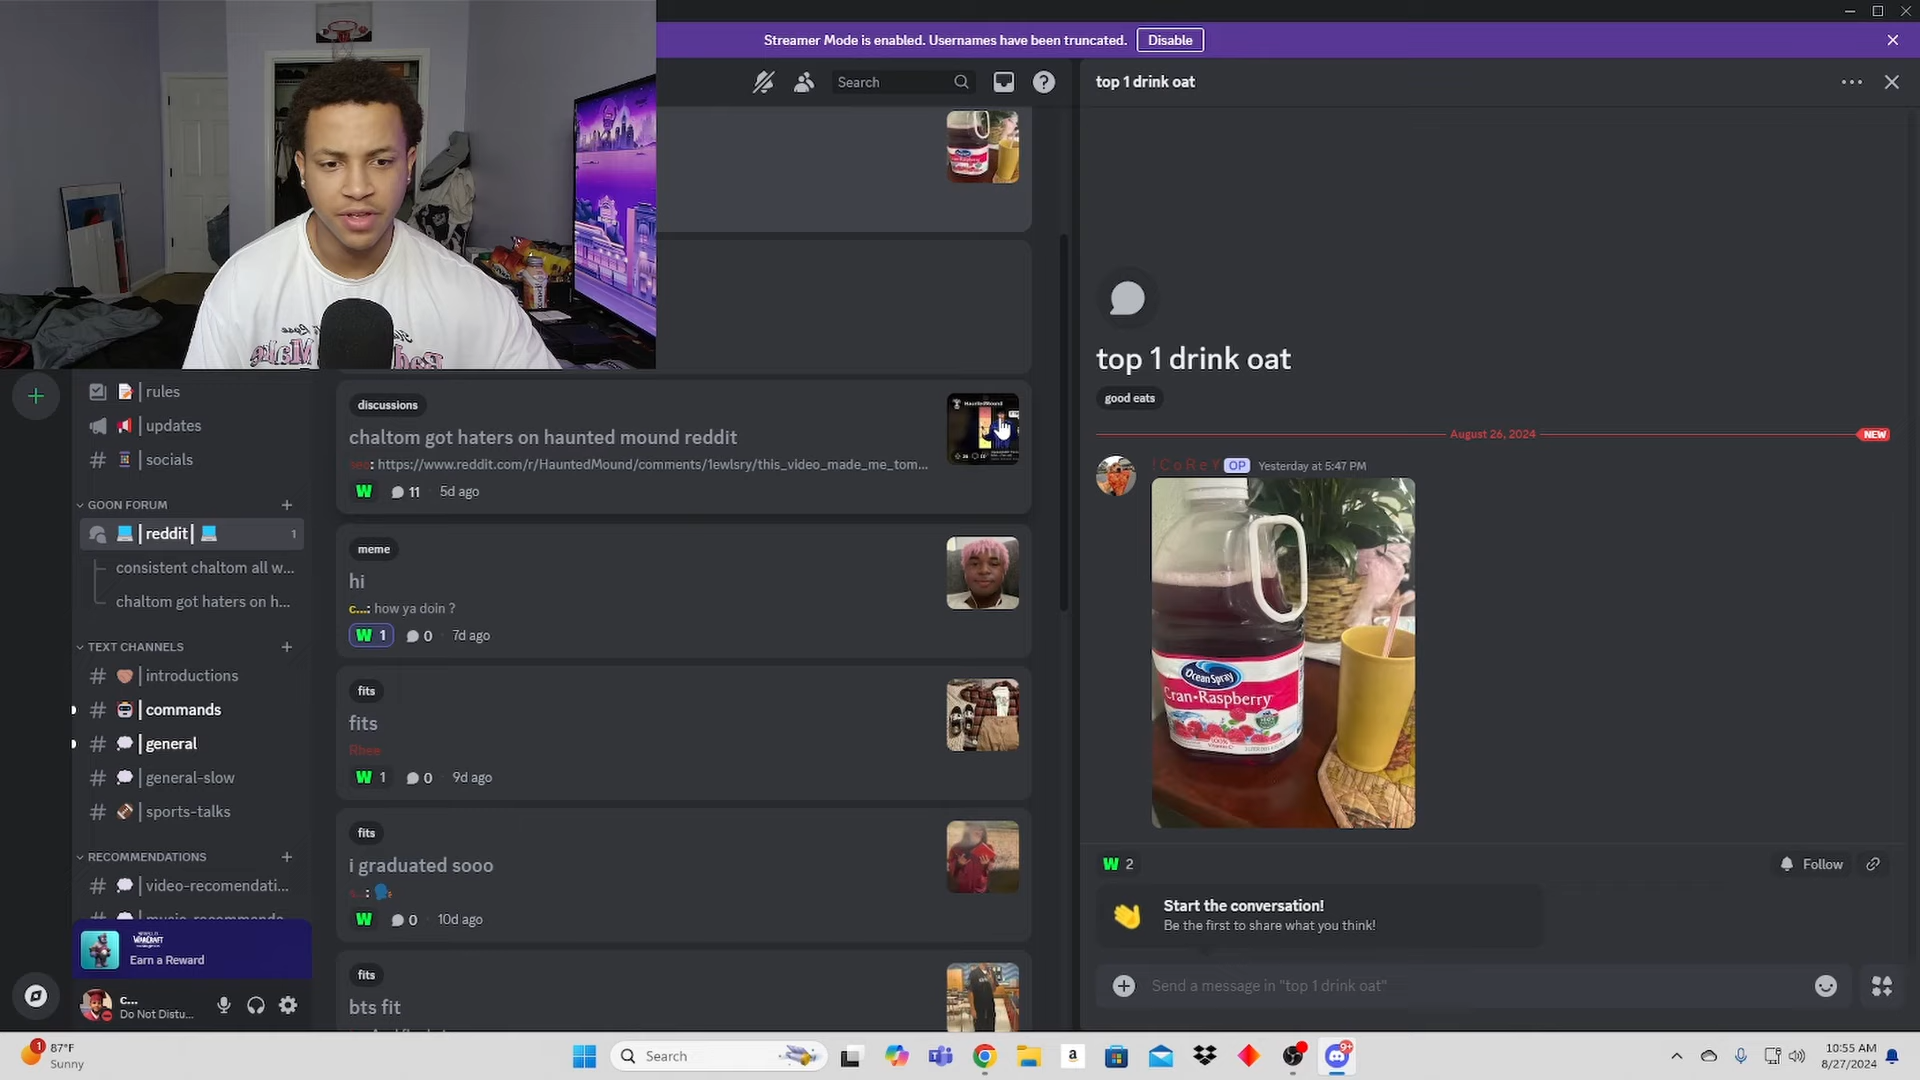 Streamer Mode is enabled. Usernames have been truncated.
Disable
Search
top 1 drink oat
rules
updates
socials
GOON FORUM
reddit
1
consistent chaltom all w...
chaltom got haters on h...
TEXT CHANNELS
introductions
commands
general
general-slow
sports-talks
RECOMMENDATIONS
video-recomendati...
WARCRAFT
Earn a Reward
c...
Do Not Distu...
discussions
chaltom got haters on haunted mound reddit
seo: https://www.reddit.com/r/HauntedMound/comments/1ewlsry/this_video_made_me_tom...
W 11 5d ago
HauntedMound
meme
hi
c...: how ya doin ?
W 1 0 7d ago
fits
fits
Rhee
W 1 0 9d ago
fits
i graduated sooo
W 0 10d ago
fits
bts fit
top 1 drink oat
good eats
August 26, 2024
NEW
! C o R e Y OP Yesterday at 5:47 PM
Ocean Spray
Cran•Raspberry
W 2
Follow
Start the conversation!
Be the first to share what you think!
Send a message in "top 1 drink oat"
1
87°F
Sunny
Search
a
9+
10:55 AM
8/27/2024